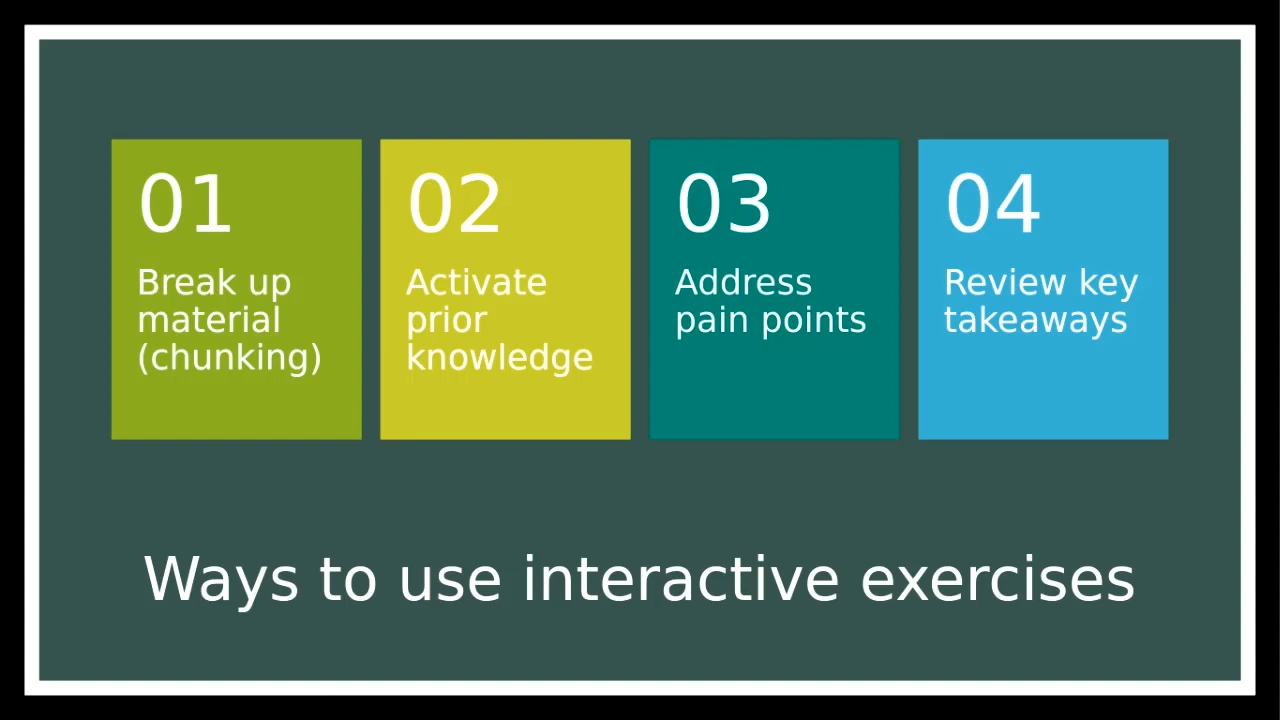 01
Break up
material
(chunking)
02
Activate
prior
knowledge
03
Address
pain points
04
Review key
takeaways
Ways to use interactive exercises